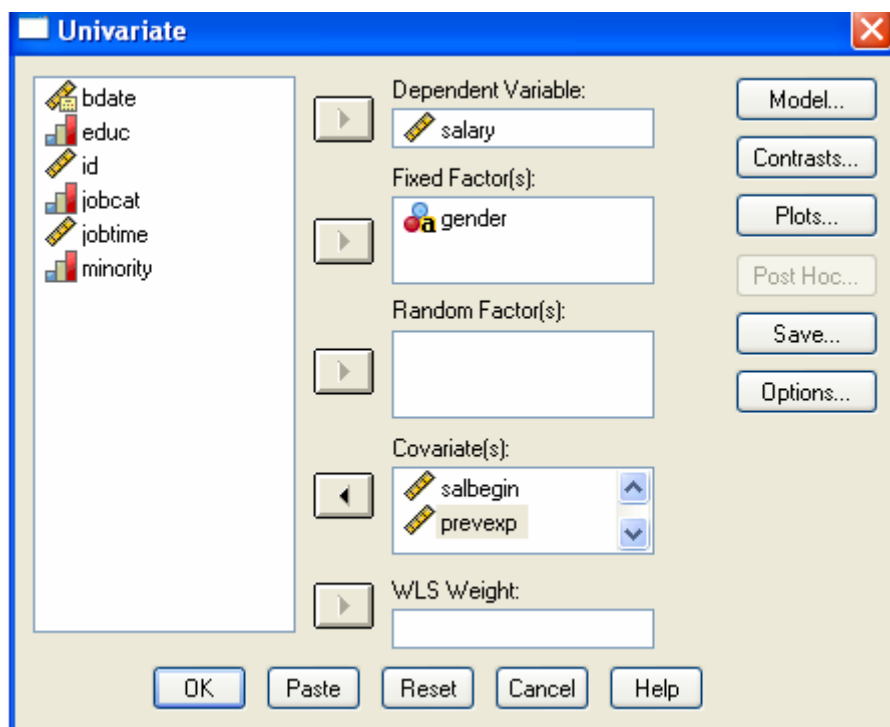 Univariate
bdate
educ
id
jobcat
jobtime
minority
Dependent Variable:
salary
Fixed Factor(s):
a gender
Random Factor(s):
Covariate(s):
salbegin
prevexp
WLS Weight:
Model...
Contrasts...
Plots...
Post Hoc...
Save...
Options...
OK
Paste
Reset
Cancel
Help